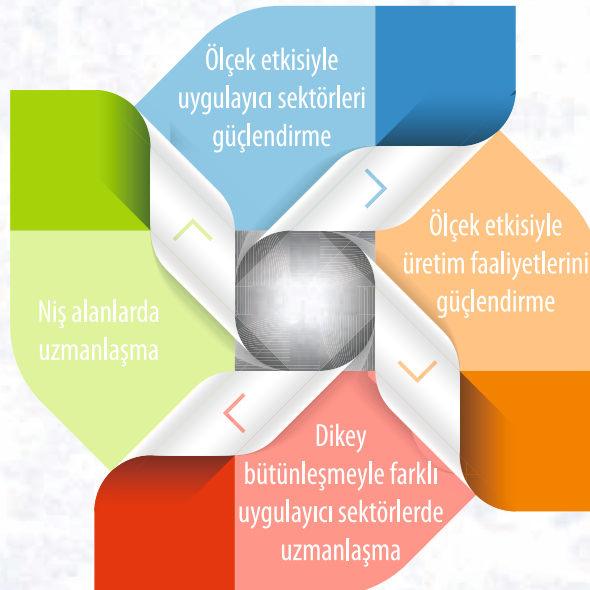 Ölçek etkisiyle
uygulayıcı sektörleri
güçlendirme
Ölçek etkisiyle
üretim faaliyetlerini
güçlendirme
Niş alanlarda
uzmanlaşma
Dikey
bütünleşmeyle farklı
uygulayıcı sektörlerde
uzmanlaşma